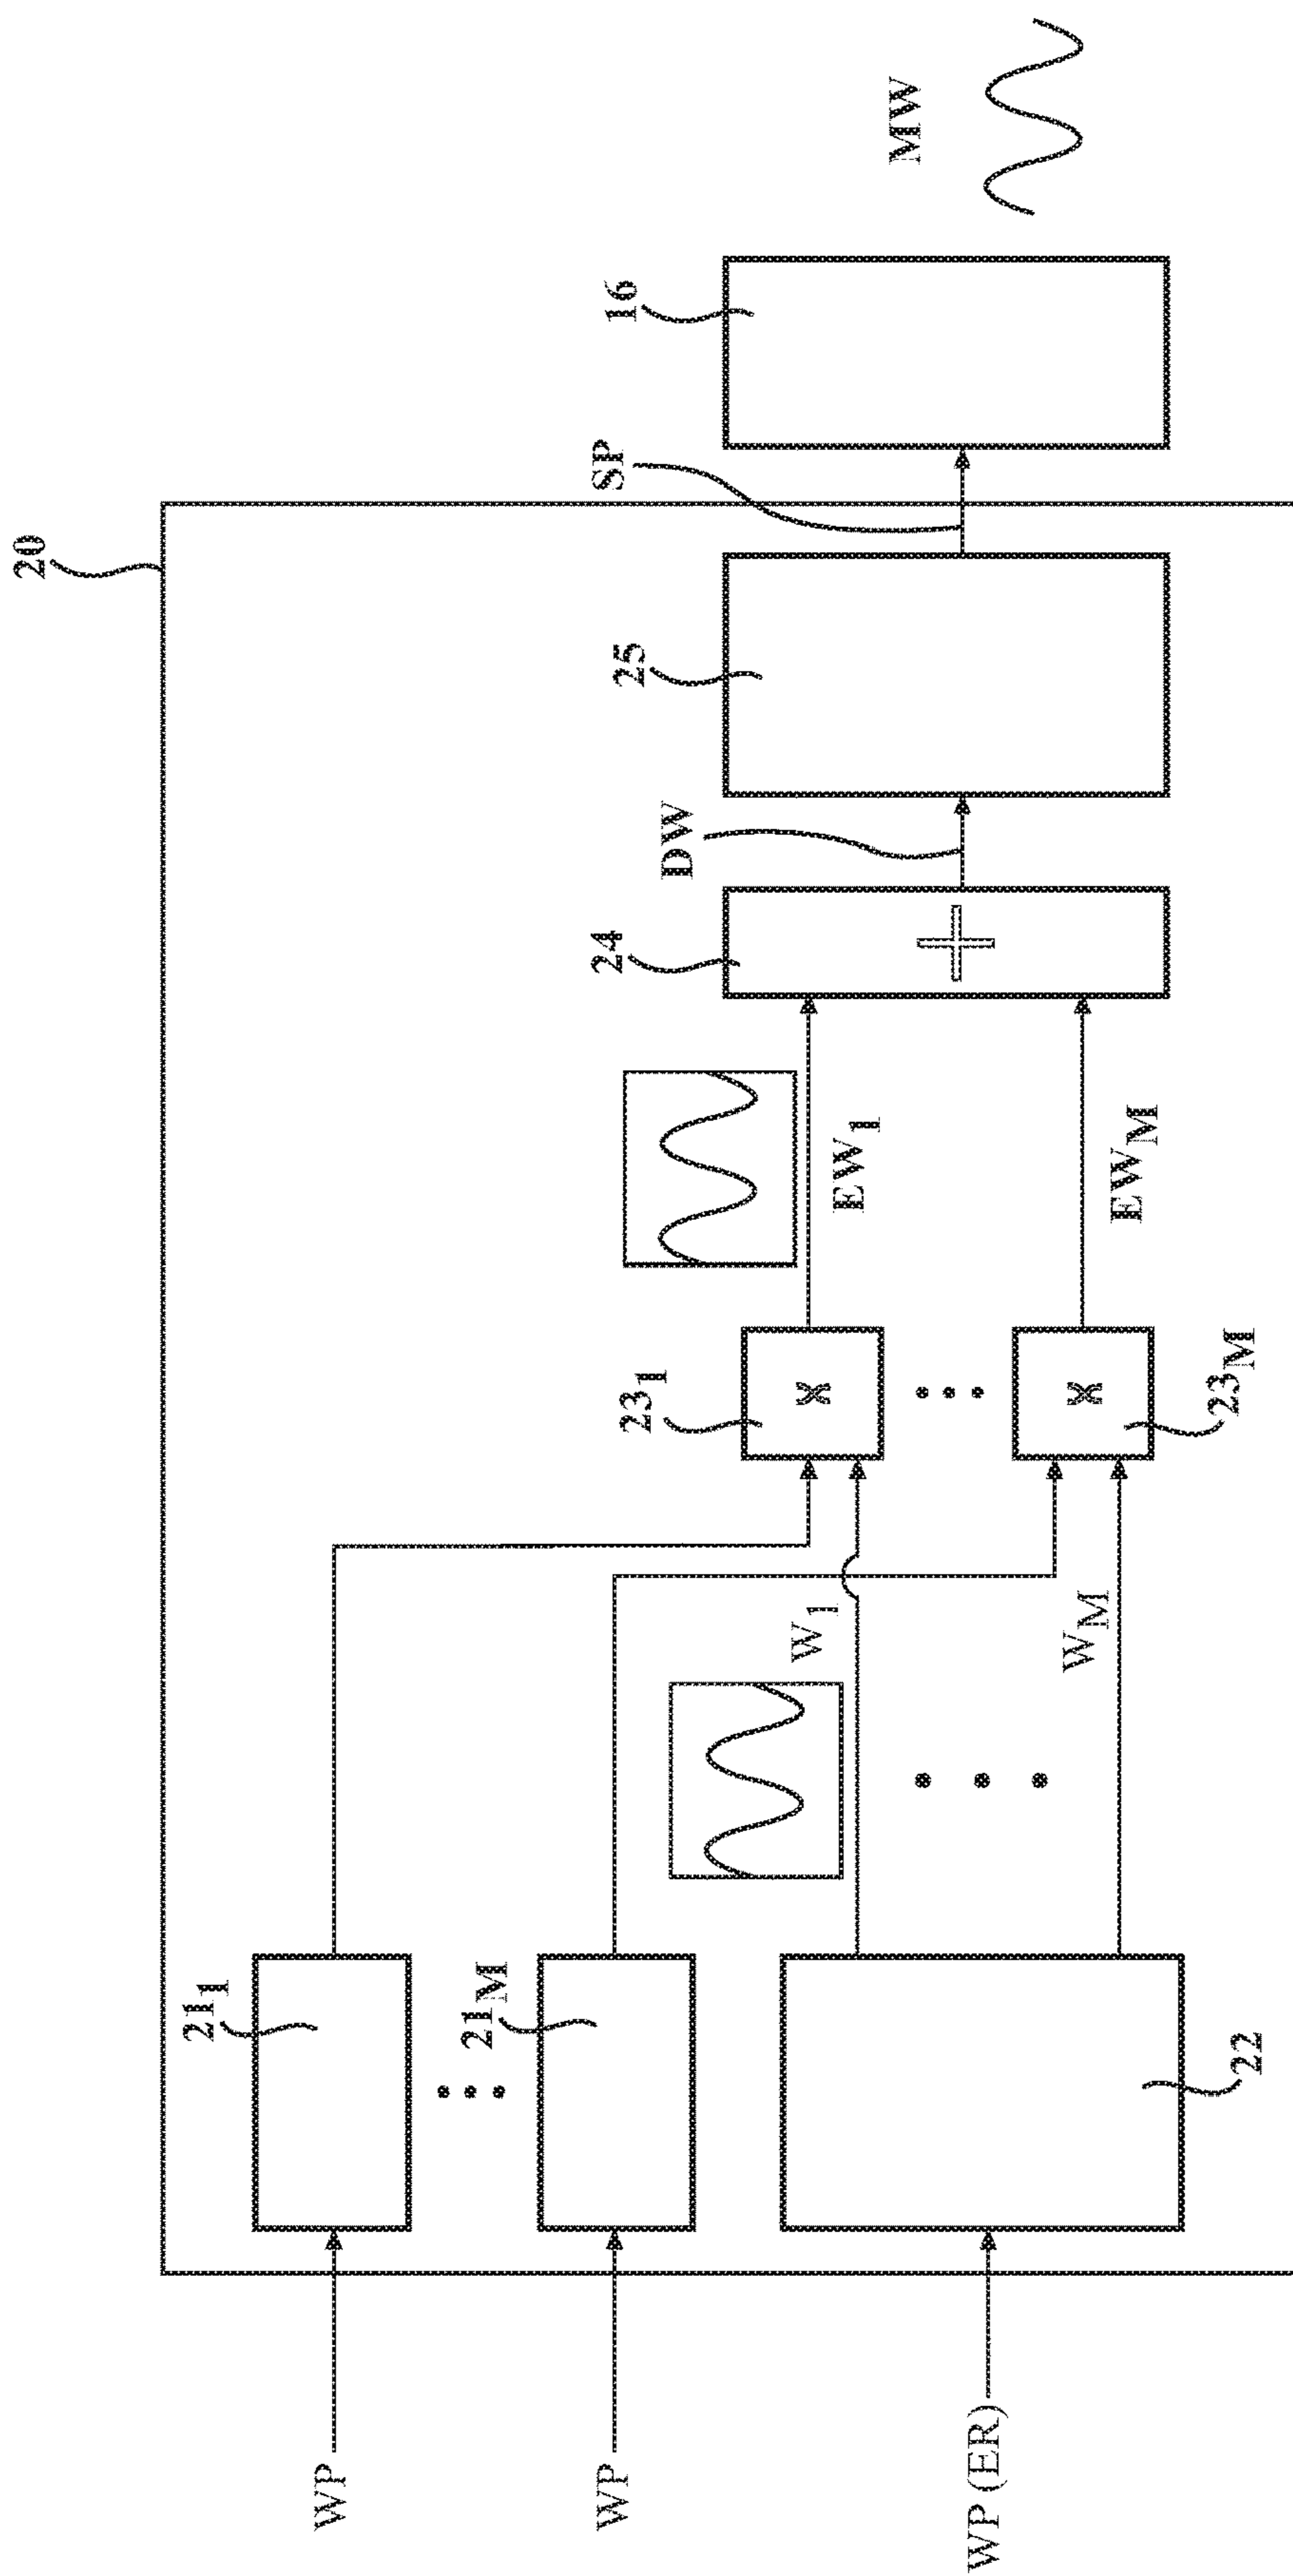 20
21₁
WP
21M
WP
WP (ER)
22
W₁
WM
23₁
x
x
23M
EW₁
EWM
24
+
DW
25
SP
16
MW